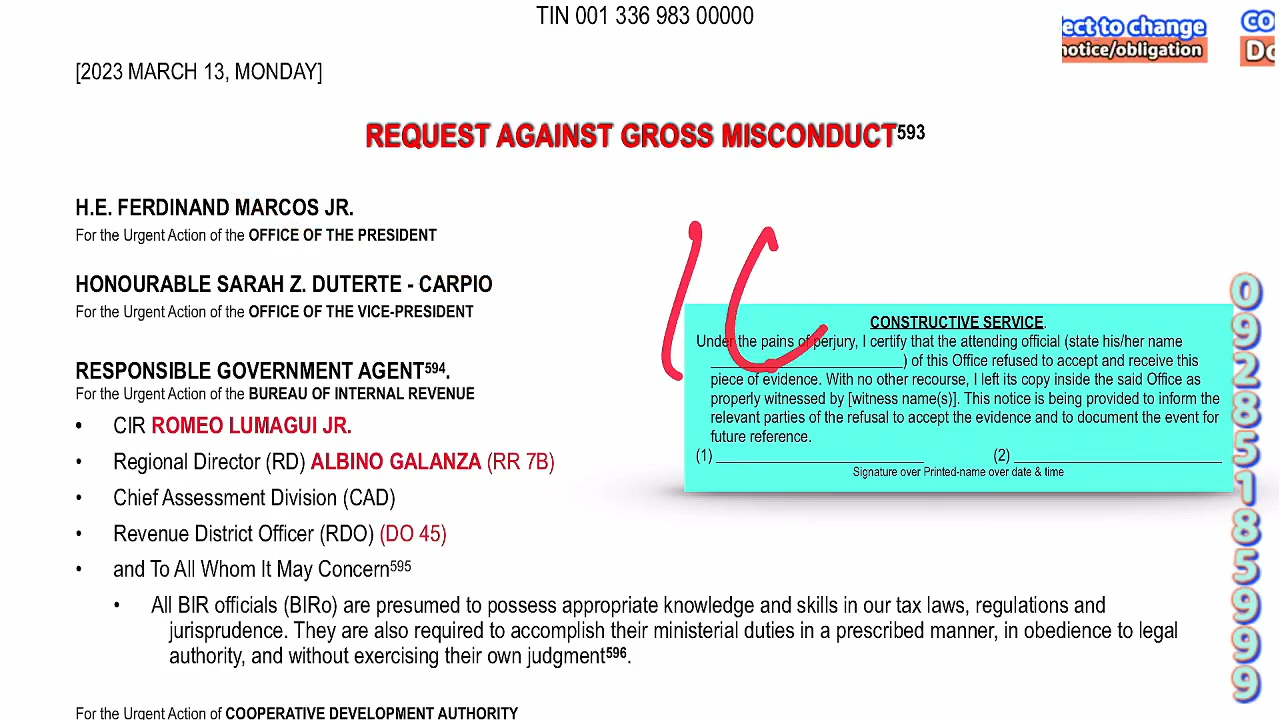 TIN 001 336 983 00000
ect to change
notice/obligation
CO
Do
[2023 MARCH 13, MONDAY]
REQUEST AGAINST GROSS MISCONDUCT593
H.E. FERDINAND MARCOS JR.
For the Urgent Action of the OFFICE OF THE PRESIDENT
HONOURABLE SARAH Z. DUTERTE - CARPIO
For the Urgent Action of the OFFICE OF THE VICE-PRESIDENT
RESPONSIBLE GOVERNMENT AGENT594.
For the Urgent Action of the BUREAU OF INTERNAL REVENUE
• CIR ROMEO LUMAGUI JR.
• Regional Director (RD) ALBINO GALANZA (RR 7B)
• Chief Assessment Division (CAD)
• Revenue District Officer (RDO) (DO 45)
• and To All Whom It May Concern595
• All BIR officials (BIRo) are presumed to possess appropriate knowledge and skills in our tax laws, regulations and
jurisprudence. They are also required to accomplish their ministerial duties in a prescribed manner, in obedience to legal
authority, and without exercising their own judgment596.
For the Urgent Action of COOPERATIVE DEVELOPMENT AUTHORITY
CONSTRUCTIVE SERVICE.
Under the pains of perjury, I certify that the attending official (state his/her name
____________________) of this Office refused to accept and receive this
piece of evidence. With no other recourse, I left its copy inside the said Office as
properly witnessed by [witness name(s)]. This notice is being provided to inform the
relevant parties of the refusal to accept the evidence and to document the event for
future reference.
(1) ____________________ (2) ____________________
Signature over Printed-name over date & time
09285185999